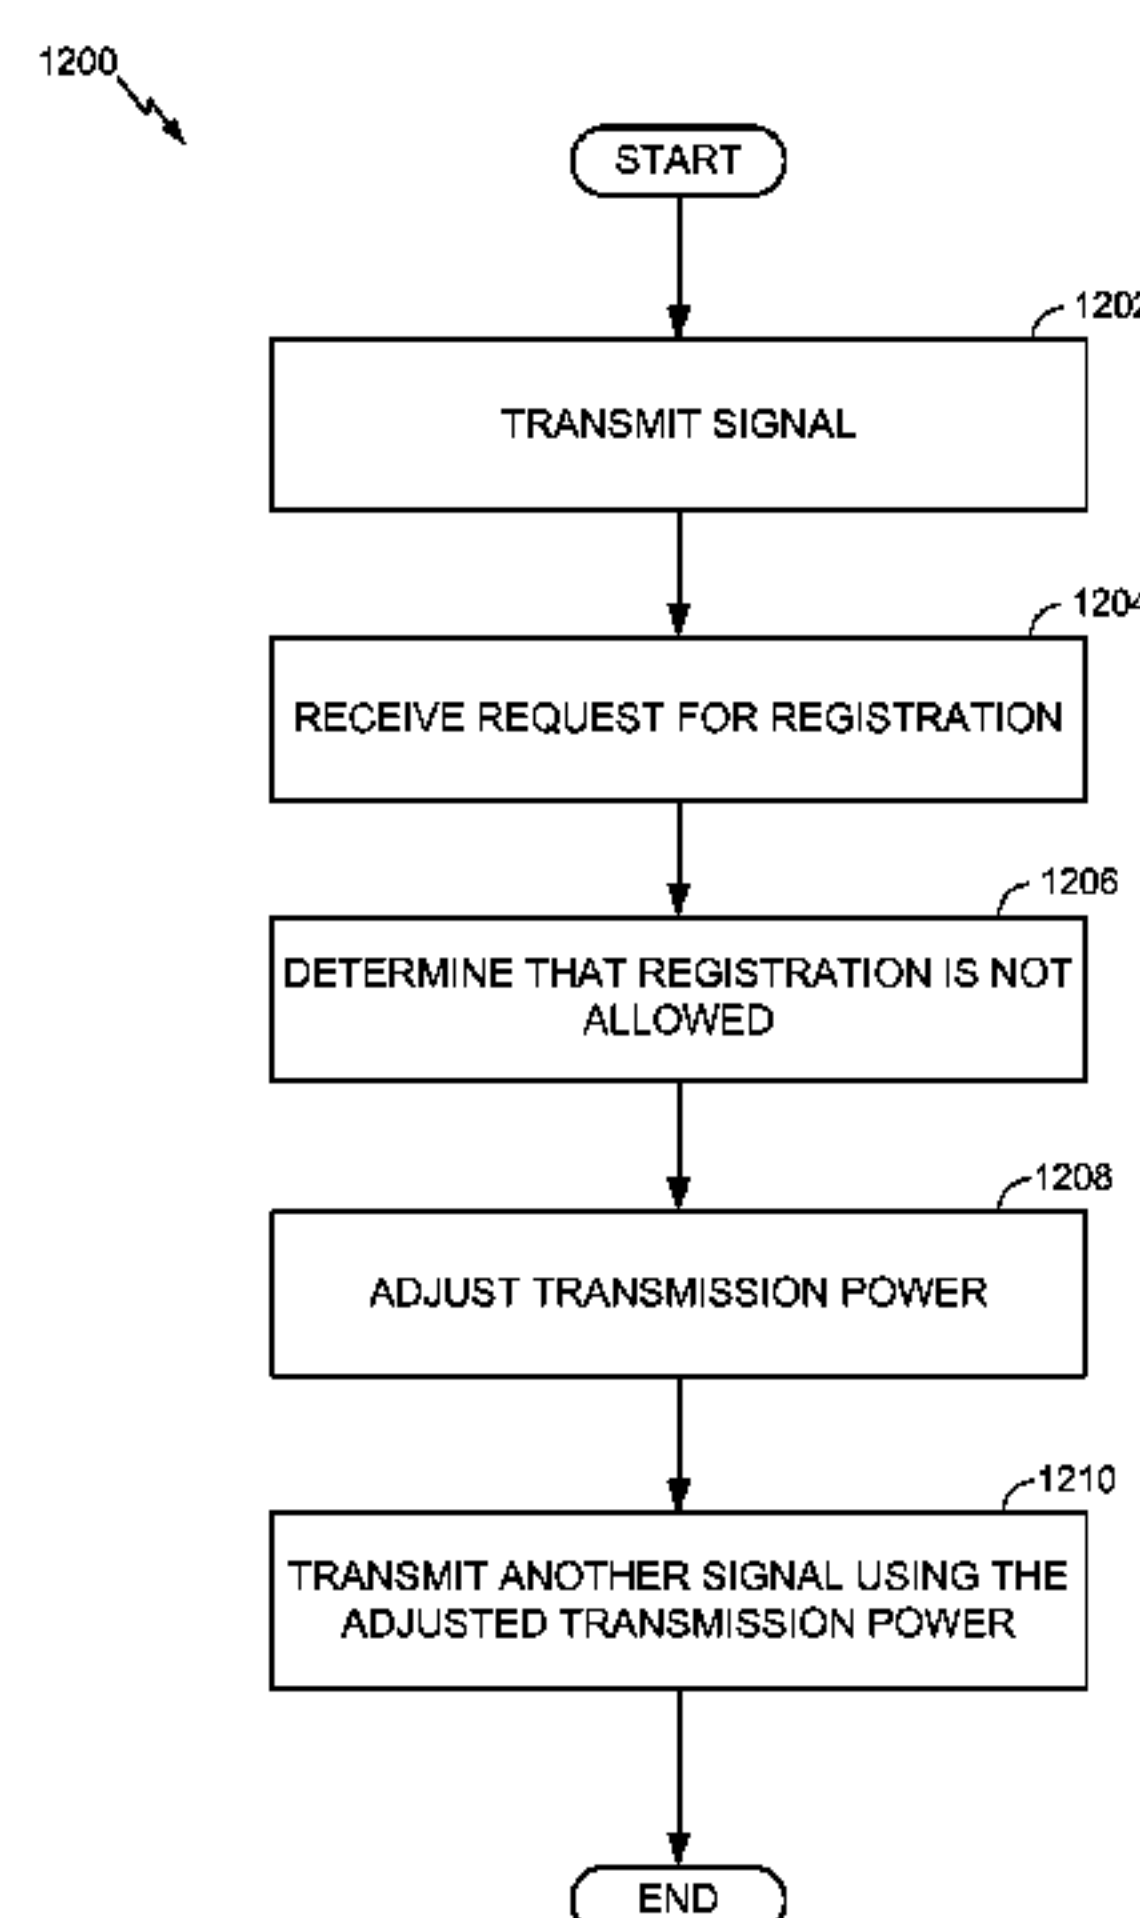 1200
START
1202
TRANSMIT SIGNAL
1204
RECEIVE REQUEST FOR REGISTRATION
1206
DETERMINE THAT REGISTRATION IS NOT
ALLOWED
1208
ADJUST TRANSMISSION POWER
1210
TRANSMIT ANOTHER SIGNAL USING THE
ADJUSTED TRANSMISSION POWER
END